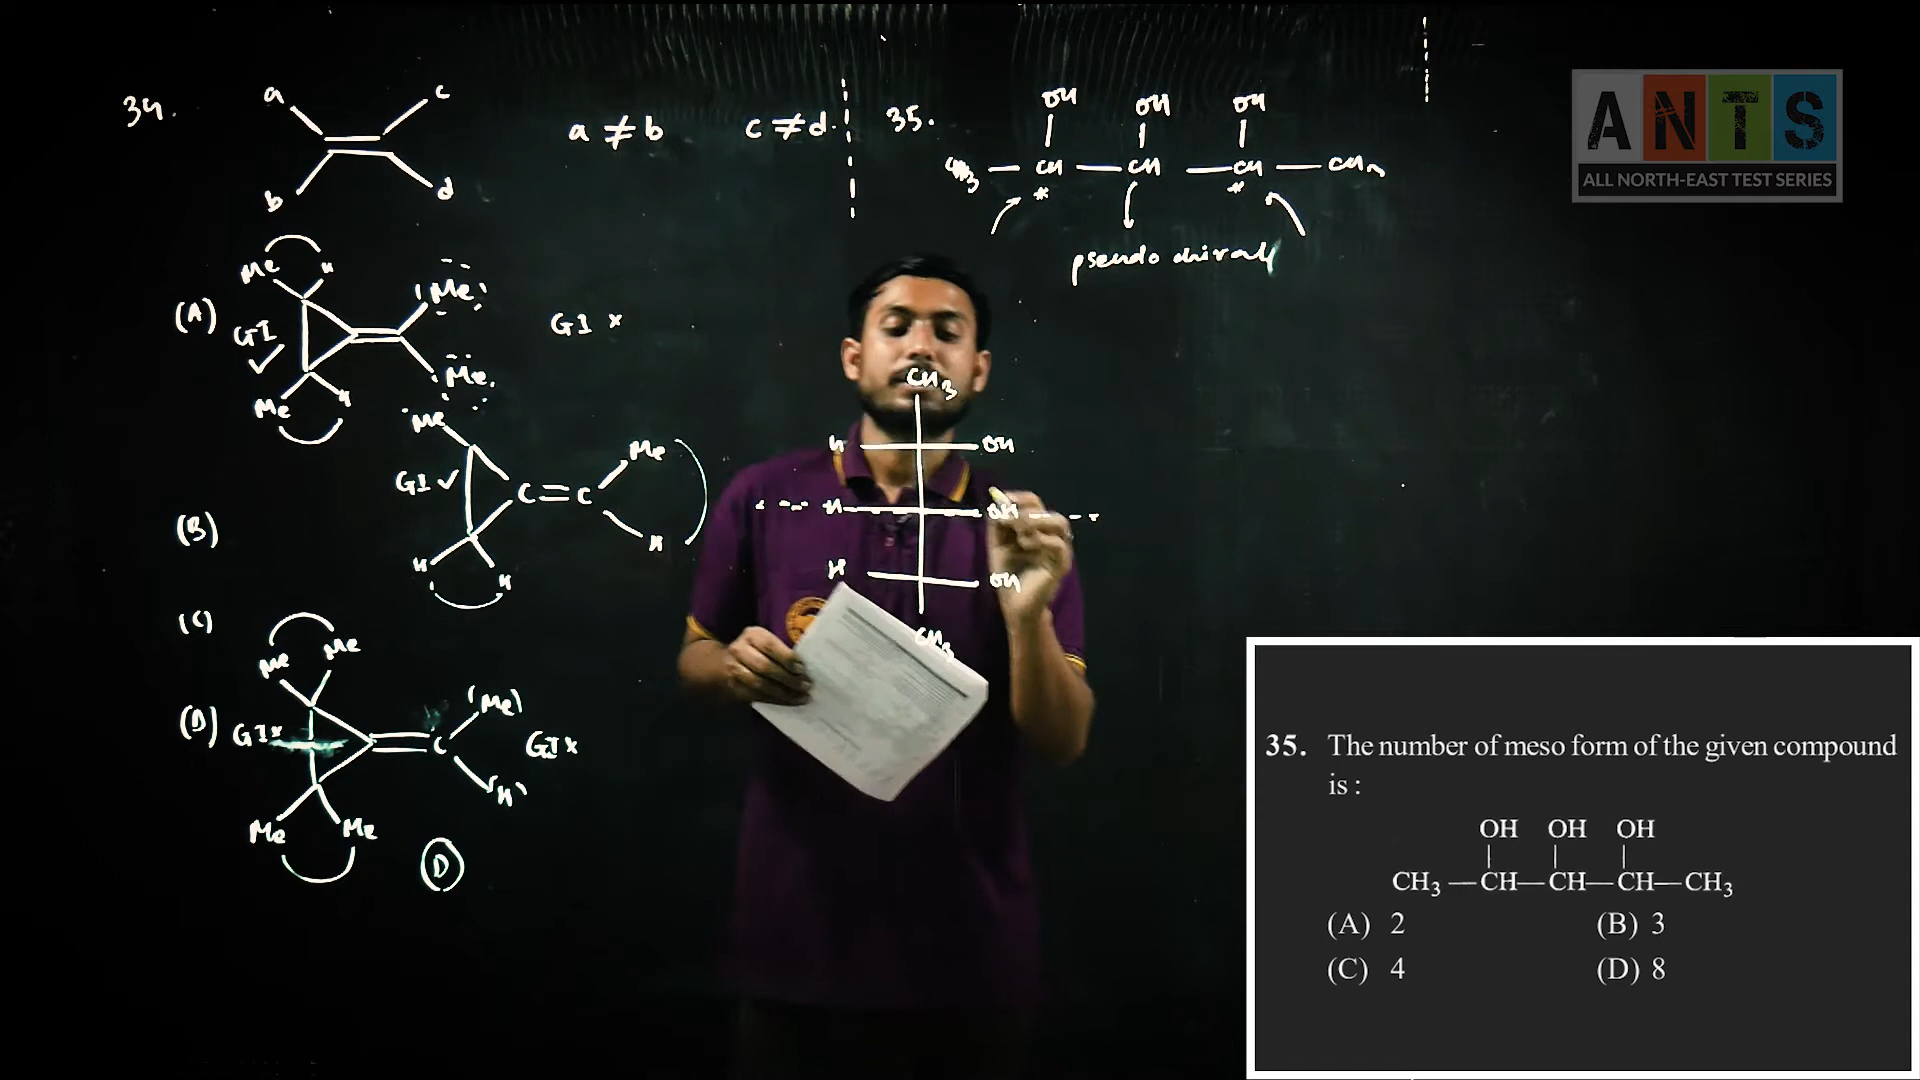 34.
a c
b d
a ≠ b c ≠ d.
(A)
Me H
GI ✓
Me H
(Me)
Me
GI ×
(B)
Me
GI ✓
C = C
Me
H
H H
(C)
(D)
Me Me
GI×
Me Me
C
(Me)
H
GI×
(D)
35.
OH OH OH
CH3 — CH — CH — CH — CH3
* *
pseudo chiral
CH3
H OH
H OH
H OH
CH3
ANTS
ALL NORTH-EAST TEST SERIES
35. The number of meso form of the given compound
is :
OH OH OH
CH3 — CH — CH — CH — CH3
(A) 2 (B) 3
(C) 4 (D) 8